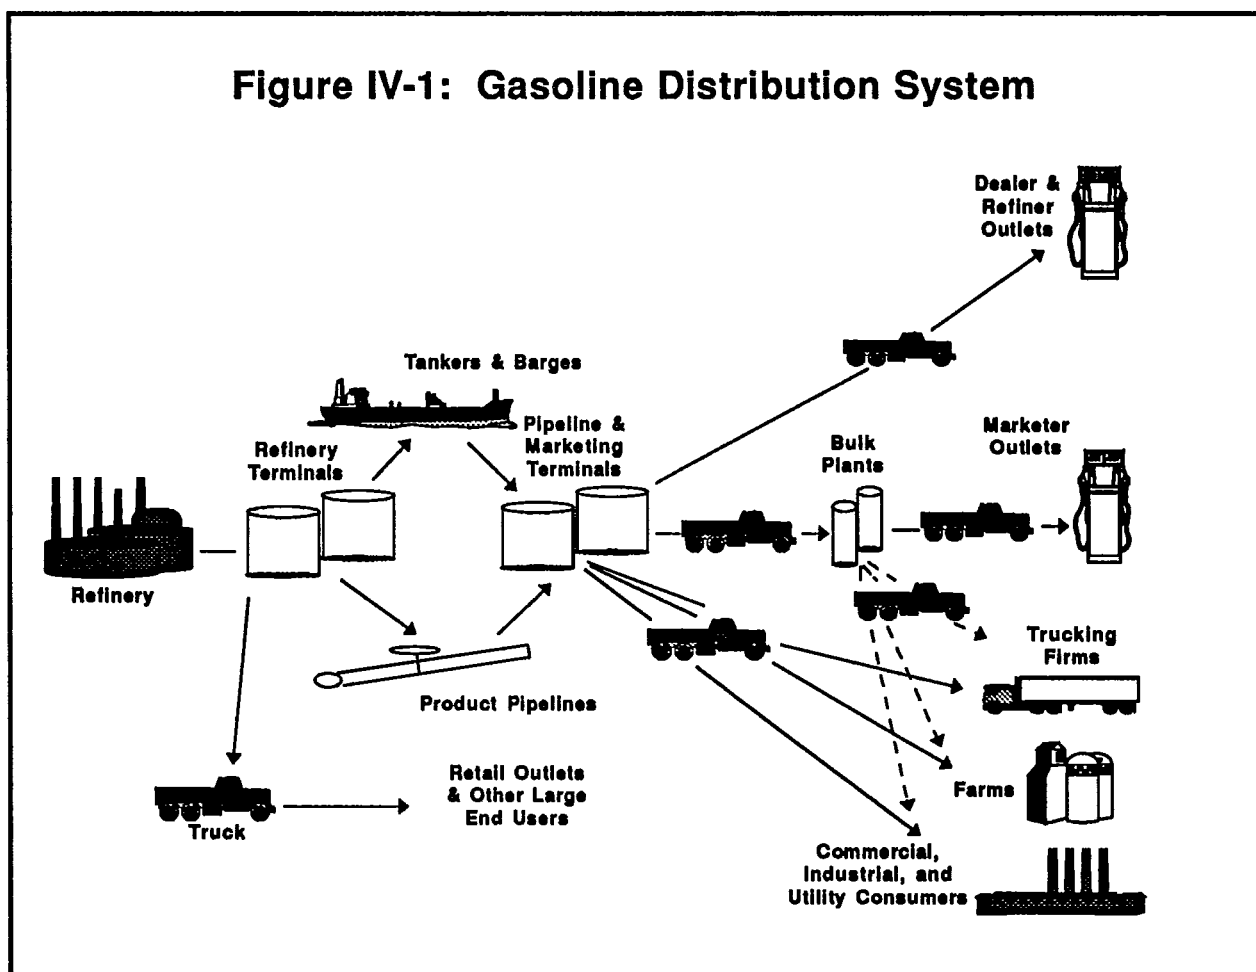 Figure IV-1: Gasoline Distribution System
Dealer &
Refiner
Outlets
Tankers & Barges
Pipeline &
Marketing
Terminals
Refinery
Terminals
Bulk
Plants
Marketer
Outlets
Refinery
Trucking
Firms
Product Pipelines
Retail Outlets
& Other Large
End Users
Truck
Farms
Commercial,
Industrial, and
Utility Consumers